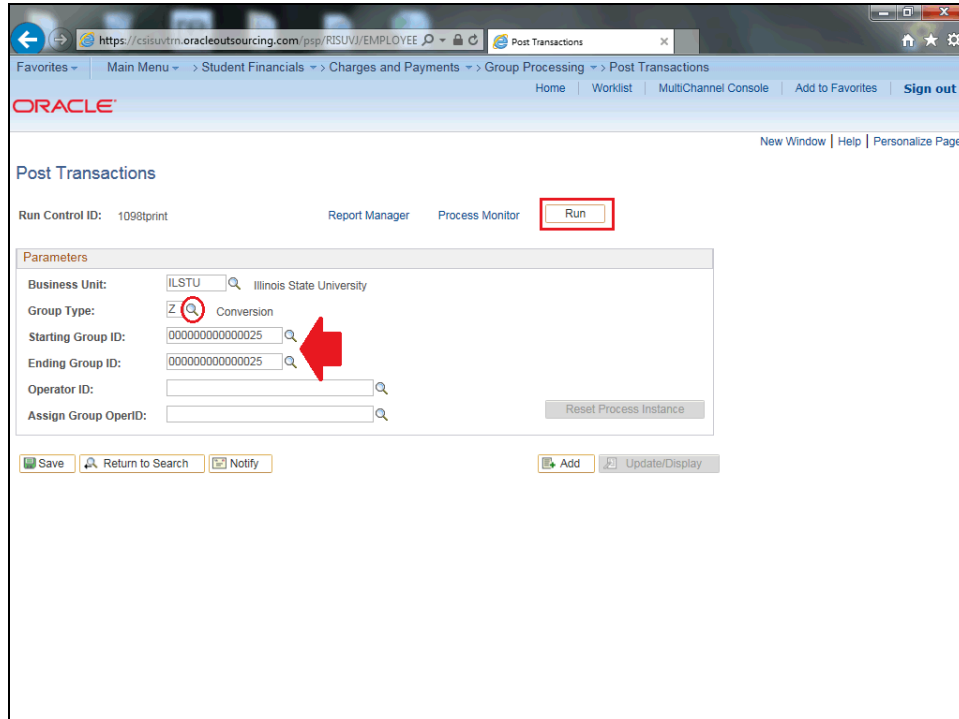 https://csisuvtrn.oracleoutsourcing.com/psp/RISUVJ/EMPLOYEE
Post Transactions
Favorites
Main Menu > Student Financials > Charges and Payments > Group Processing > Post Transactions
Home | Worklist | MultiChannel Console | Add to Favorites | Sign out
ORACLE
New Window | Help | Personalize Page
Post Transactions
Run Control ID: 1098tprint Report Manager Process Monitor Run
Parameters
Business Unit: ILSTU Illinois State University
Group Type: Z Conversion
Starting Group ID: 000000000000025
Ending Group ID: 000000000000025
Operator ID:
Assign Group OperID:
Reset Process Instance
Save Return to Search Notify Add Update/Display